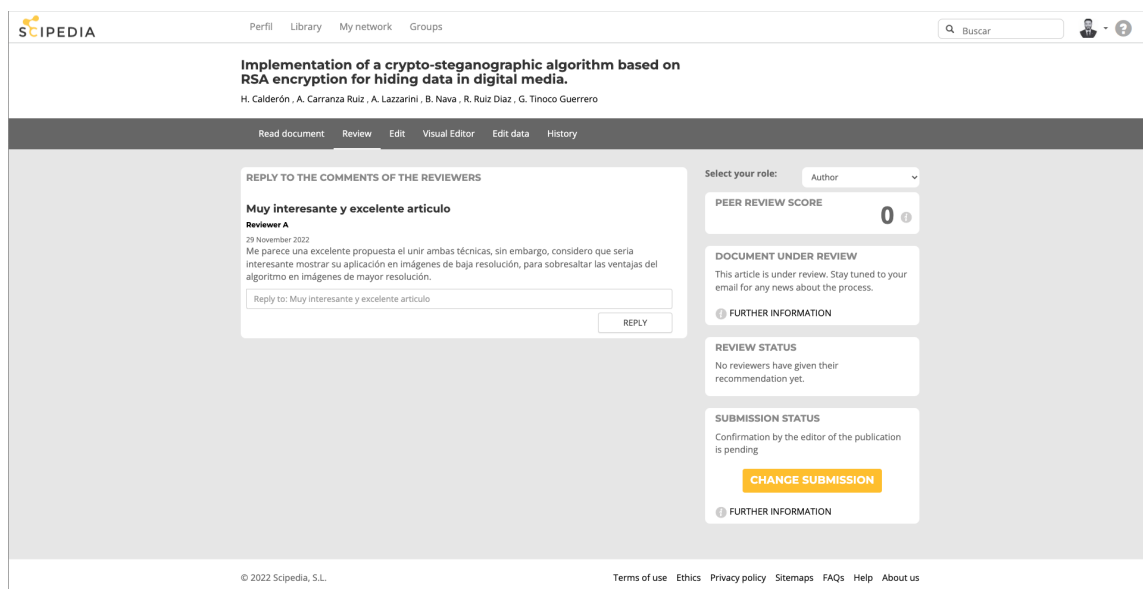 SCIPEDIA
Perfil Library My network Groups
Buscar
Implementation of a crypto-steganographic algorithm based on
RSA encryption for hiding data in digital media.
H. Calderón , A. Carranza Ruiz , A. Lazzarini , B. Nava , R. Ruiz Diaz , G. Tinoco Guerrero
Read document Review Edit Visual Editor Edit data History
REPLY TO THE COMMENTS OF THE REVIEWERS
Muy interesante y excelente articulo
Reviewer A
29 November 2022
Me parece una excelente propuesta el unir ambas técnicas, sin embargo, considero que seria
interesante mostrar su aplicación en imágenes de baja resolución, para sobresaltar las ventajas del
algoritmo en imágenes de mayor resolución.
Reply to: Muy interesante y excelente articulo
REPLY
Select your role: Author
PEER REVIEW SCORE
0
DOCUMENT UNDER REVIEW
This article is under review. Stay tuned to your
email for any news about the process.
FURTHER INFORMATION
REVIEW STATUS
No reviewers have given their
recommendation yet.
SUBMISSION STATUS
Confirmation by the editor of the publication
is pending
CHANGE SUBMISSION
FURTHER INFORMATION
© 2022 Scipedia, S.L.
Terms of use Ethics Privacy policy Sitemaps FAQs Help About us